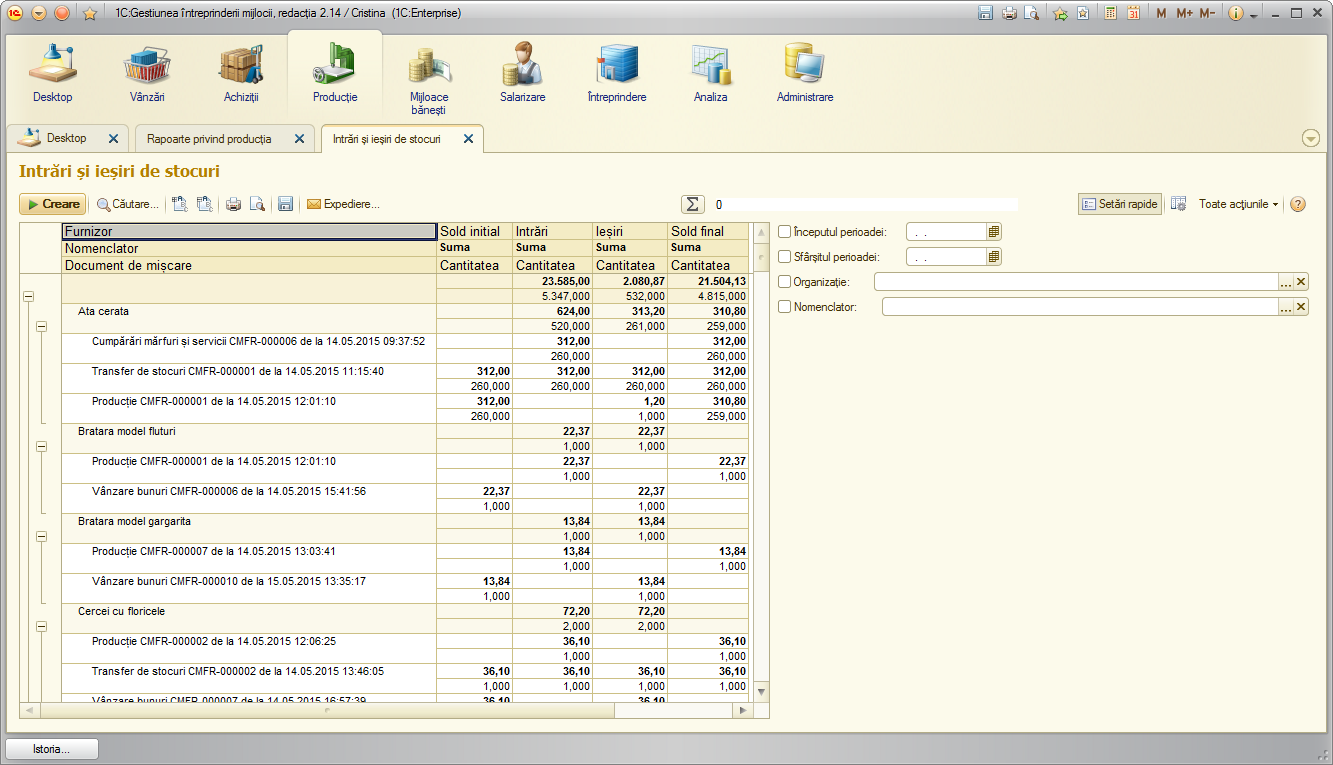 1C:Gestiunea întreprinderii mijlocii, redacția 2.14 / Cristina (1C:Enterprise)
M M+ M-
Desktop Vânzări Achiziții Producție Mijloace bănești Salarizare Întreprindere Analiza Administrare
Desktop Rapoarte privind producția Intrări și ieșiri de stocuri
Intrări și ieșiri de stocuri
Creare Căutare... Expediere... Σ 0 Setări rapide Toate acțiunile
Furnizor Sold initial Intrări Ieșiri Sold final
Nomenclator Suma Suma Suma Suma
Document de mișcare Cantitatea Cantitatea Cantitatea Cantitatea
23.585,00 2.080,87 21.504,13
5.347,000 532,000 4.815,000
Ata cerata 624,00 313,20 310,80
520,000 261,000 259,000
Cumpărări mărfuri și servicii CMFR-000006 de la 14.05.2015 09:37:52 312,00 312,00
260,000 260,000
Transfer de stocuri CMFR-000001 de la 14.05.2015 11:15:40 312,00 312,00 312,00 312,00
260,000 260,000 260,000 260,000
Producție CMFR-000001 de la 14.05.2015 12:01:10 312,00 1,20 310,80
260,000 1,000 259,000
Bratara model fluturi 22,37 22,37
1,000 1,000
Producție CMFR-000001 de la 14.05.2015 12:01:10 22,37 22,37
1,000 1,000
Vânzare bunuri CMFR-000006 de la 14.05.2015 15:41:56 22,37 22,37
1,000 1,000
Bratara model gargarita 13,84 13,84
1,000 1,000
Producție CMFR-000007 de la 14.05.2015 13:03:41 13,84 13,84
1,000 1,000
Vânzare bunuri CMFR-000010 de la 15.05.2015 13:35:17 13,84 13,84
1,000 1,000
Cercei cu floricele 72,20 72,20
2,000 2,000
Producție CMFR-000002 de la 14.05.2015 12:06:25 36,10 36,10
1,000 1,000
Transfer de stocuri CMFR-000002 de la 14.05.2015 13:46:05 36,10 36,10 36,10 36,10
1,000 1,000 1,000 1,000
Vânzare bunuri CMFR-000007 de la 14.05.2015 16:57:39 36,10 36,10
Începutul perioadei: . .
Sfârșitul perioadei: . .
Organizație:
Nomenclator:
Istoria...